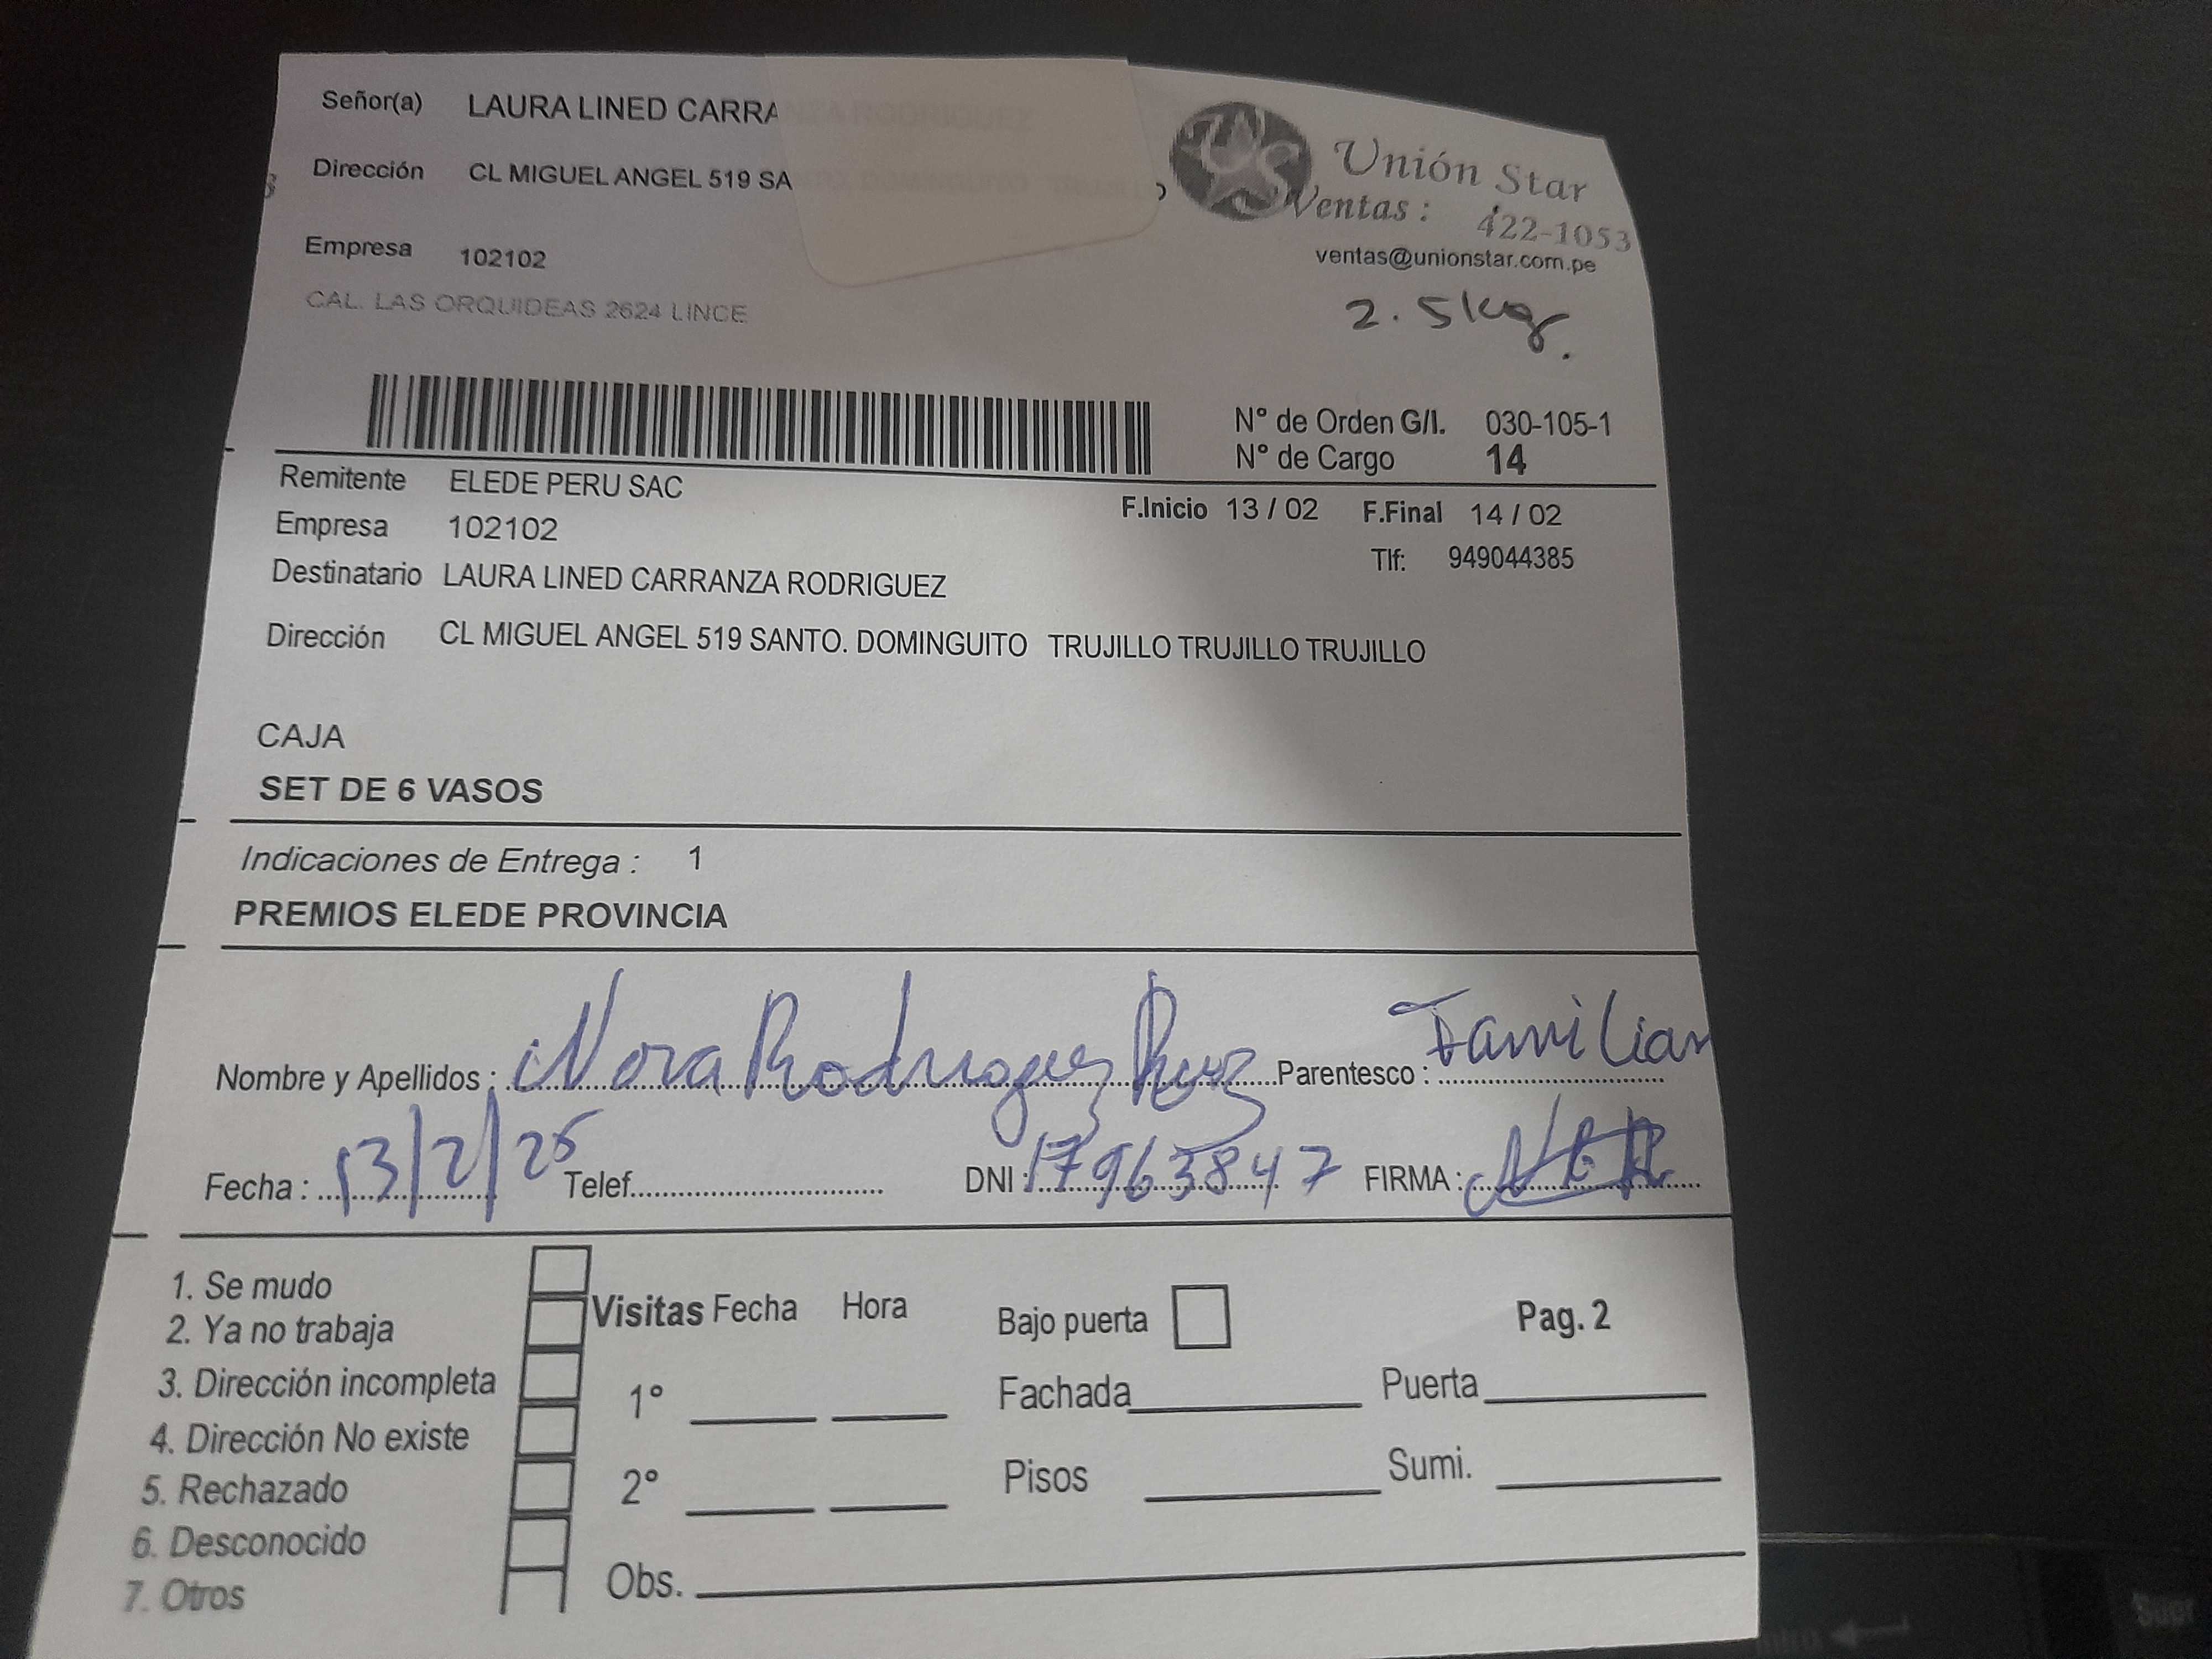 Señor(a) LAURA LINED CARRANZA RODRIGUEZ
Dirección CL MIGUEL ANGEL 519 SANTO. DOMINGUITO TRUJILLO
Empresa 102102
CAL. LAS ORQUIDEAS 2624 LINCE
US
Unión Star
Ventas : 422-1053
ventas@unionstar.com.pe
2.5kg.
N° de Orden G/I. 030-105-1
N° de Cargo 14
Remitente ELEDE PERU SAC
F.Inicio 13 / 02 F.Final 14 / 02
Empresa 102102
Tlf: 949044385
Destinatario LAURA LINED CARRANZA RODRIGUEZ
Dirección CL MIGUEL ANGEL 519 SANTO. DOMINGUITO TRUJILLO TRUJILLO TRUJILLO
CAJA
SET DE 6 VASOS
Indicaciones de Entrega : 1
PREMIOS ELEDE PROVINCIA
Nombre y Apellidos : Nora Rodriguez Ruiz Parentesco : Familiar
Fecha : 13/2/25 Telef. DNI : 17963847 FIRMA :
1. Se mudo
2. Ya no trabaja
3. Dirección incompleta
4. Dirección No existe
5. Rechazado
6. Desconocido
7. Otros
Visitas Fecha Hora
1°
2°
Bajo puerta
Pag. 2
Fachada Puerta
Pisos Sumi.
Obs.